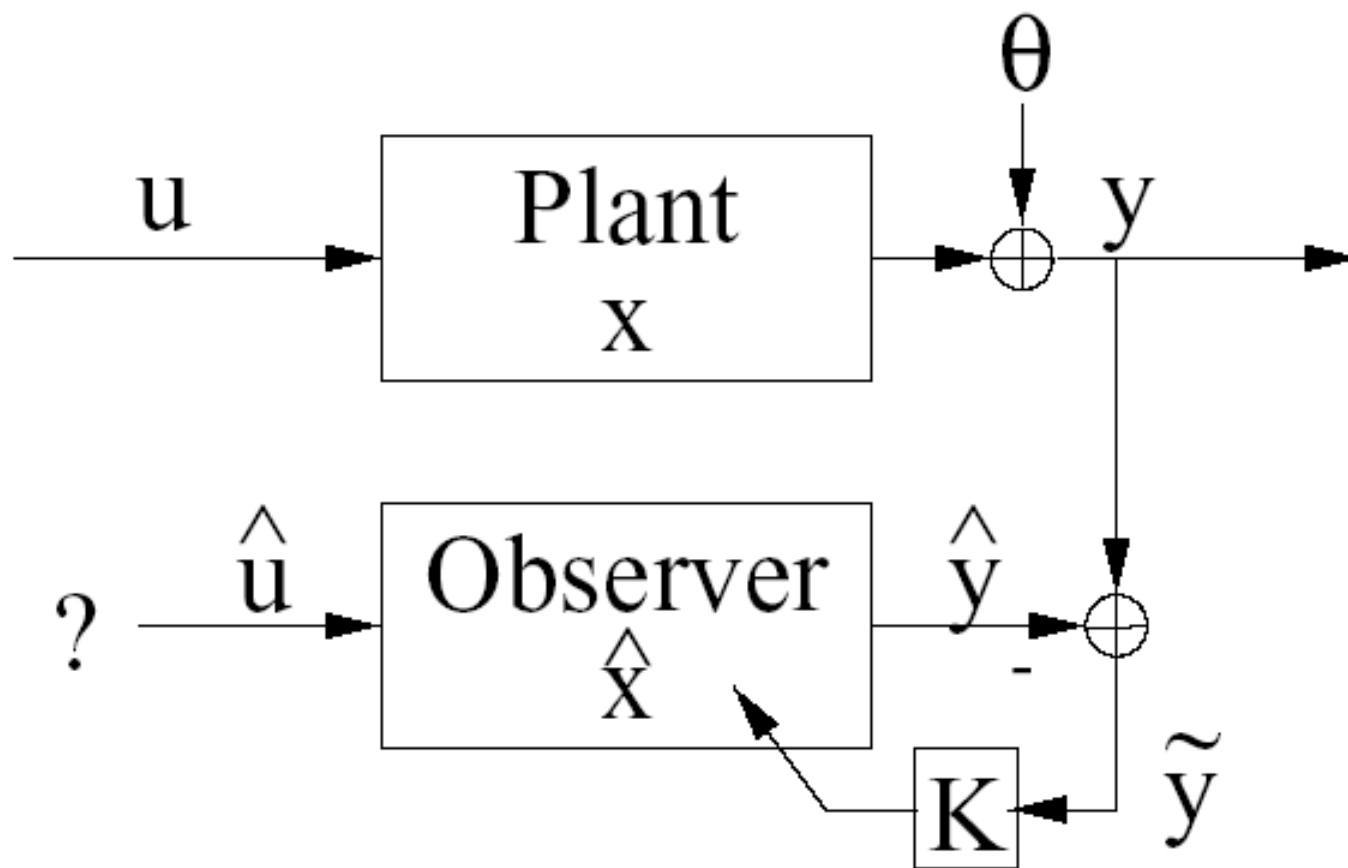 θ
u
Plant
y
x
û
Observer
ŷ
?
x̂
-
K
ỹ